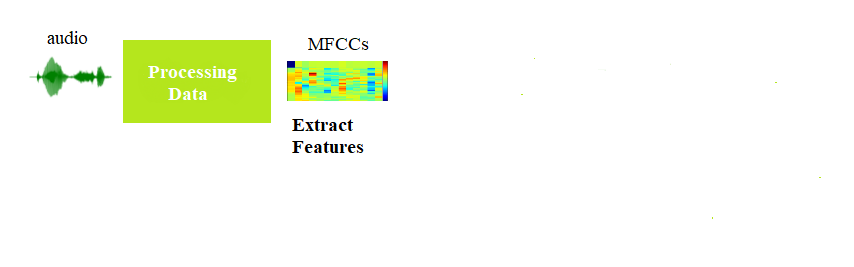 audio
Processing
Data
MFCCs
Extract
Features